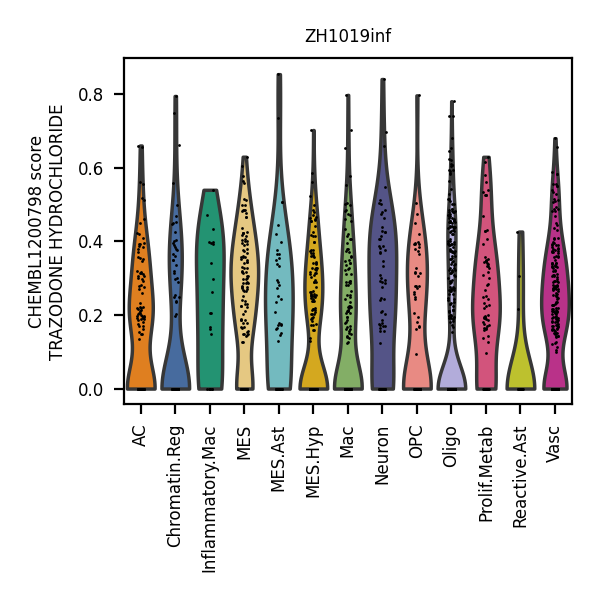 ZH1019inf
CHEMBL1200798 score
TRAZODONE HYDROCHLORIDE
0.8
0.6
0.4
0.2
0.0
AC
Chromatin.Reg
Inflammatory.Mac
MES
MES.Ast
MES.Hyp
Mac
Neuron
OPC
Oligo
Prolif.Metab
Reactive.Ast
Vasc